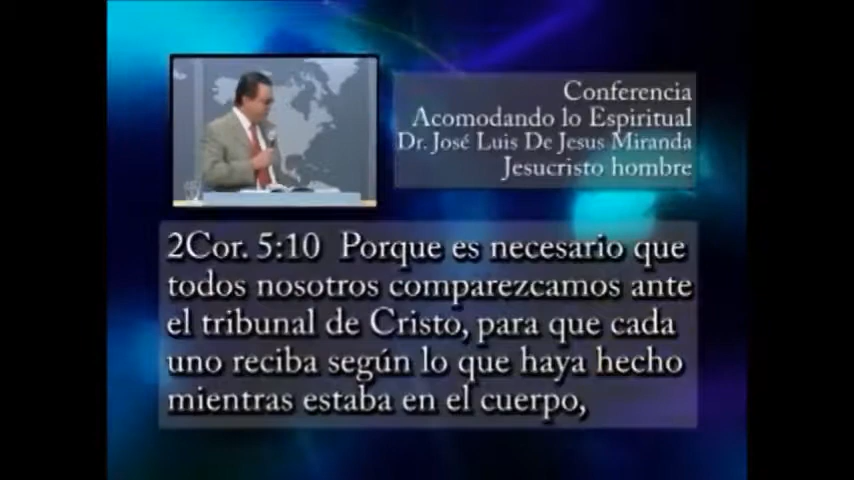 Conferencia
Acomodando lo Espiritual
Dr. José Luis De Jesus Miranda
Jesucristo hombre
2Cor. 5:10 Porque es necesario que
todos nosotros comparezcamos ante
el tribunal de Cristo, para que cada
uno reciba según lo que haya hecho
mientras estaba en el cuerpo,